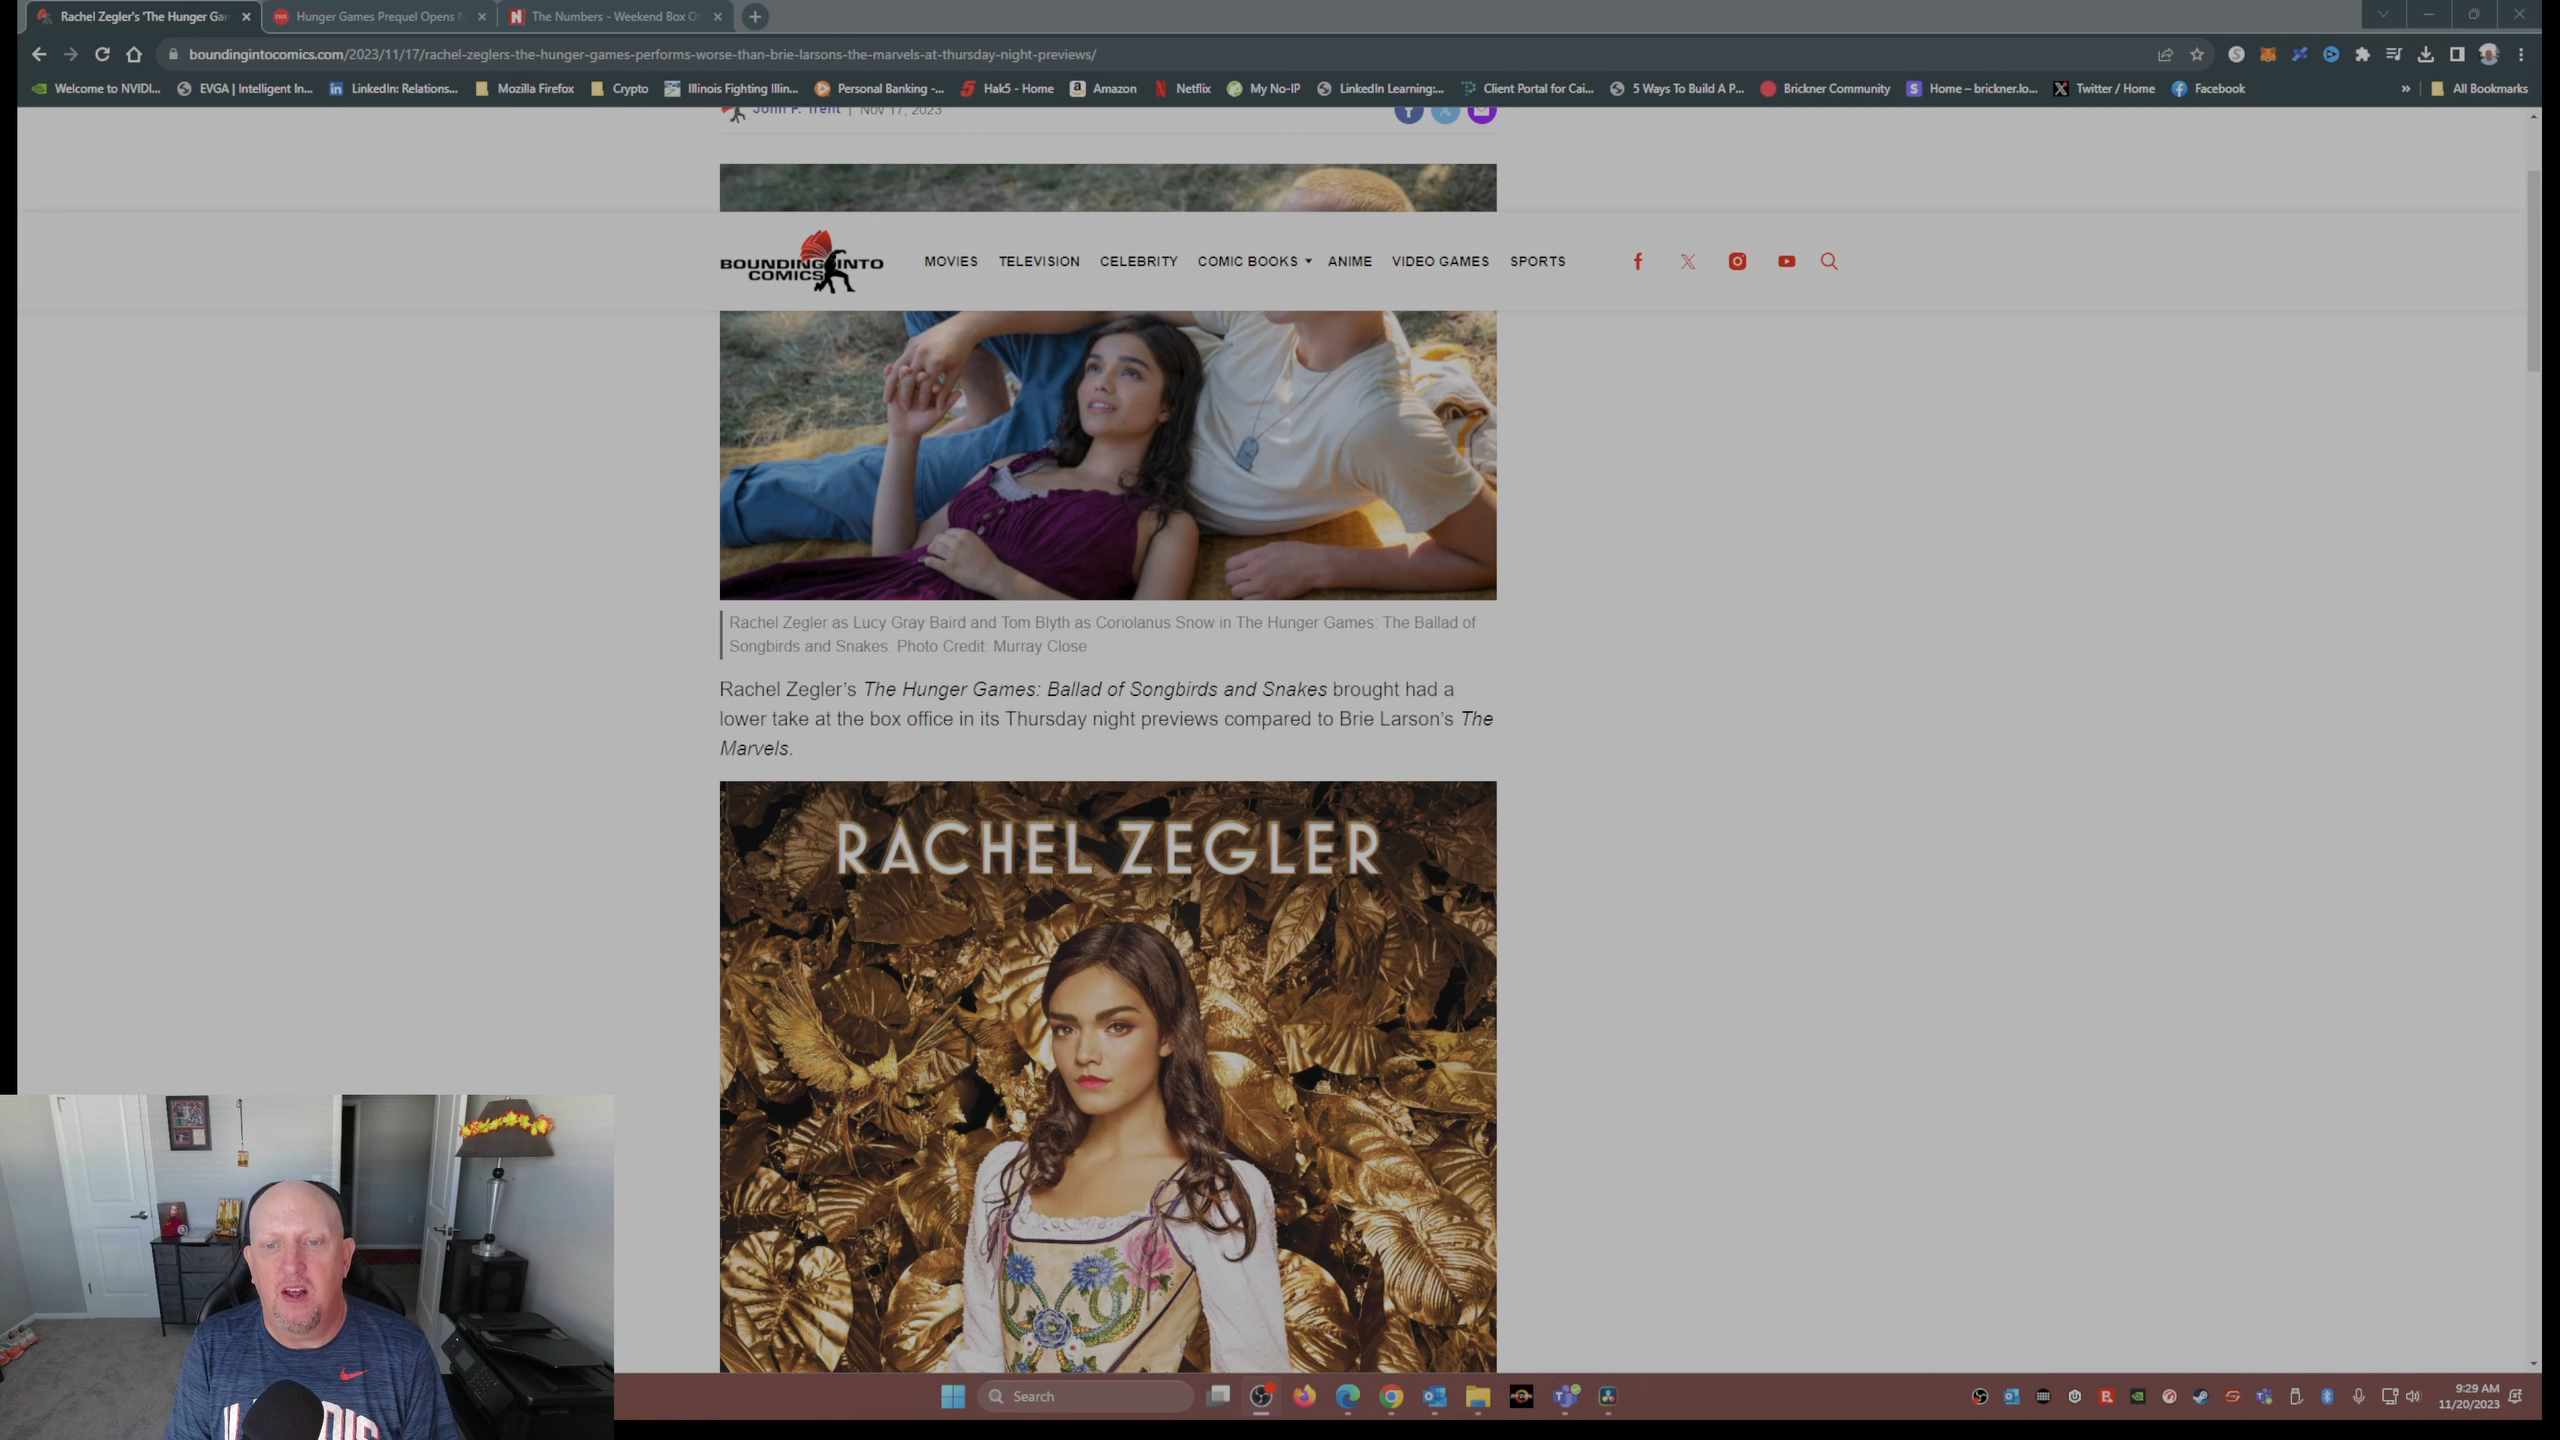 Rachel Zegler's 'The Hunger Gar
Hunger Games Prequel Opens N
The Numbers - Weekend Box O
boundingintocomics.com/2023/11/17/rachel-zeglers-the-hunger-games-performs-worse-than-brie-larsons-the-marvels-at-thursday-night-previews/
Welcome to NVIDI... EVGA | Intelligent In... LinkedIn: Relations... Mozilla Firefox Crypto Illinois Fighting Illin... Personal Banking -... Hak5 - Home Amazon Netflix My No-IP LinkedIn Learning:... Client Portal for Cai... 5 Ways To Build A P... Brickner Community Home – brickner.lo... Twitter / Home Facebook » All Bookmarks
John F. Trent | Nov 17, 2023
BOUNDING INTO
COMICS
MOVIES TELEVISION CELEBRITY COMIC BOOKS ANIME VIDEO GAMES SPORTS
Rachel Zegler as Lucy Gray Baird and Tom Blyth as Coriolanus Snow in The Hunger Games: The Ballad of
Songbirds and Snakes. Photo Credit: Murray Close
Rachel Zegler’s The Hunger Games: Ballad of Songbirds and Snakes brought had a
lower take at the box office in its Thursday night previews compared to Brie Larson’s The
Marvels.
RACHEL ZEGLER
Search
9:29 AM
11/20/2023